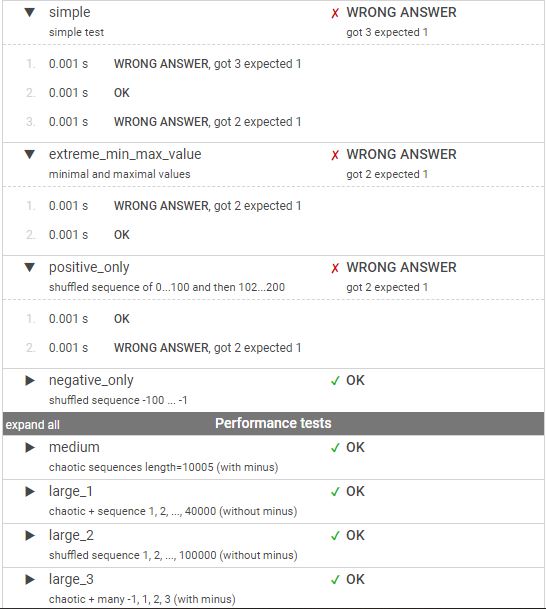 ▼ simple ✗ WRONG ANSWER
simple test got 3 expected 1
1. 0.001 s WRONG ANSWER, got 3 expected 1
2. 0.001 s OK
3. 0.001 s WRONG ANSWER, got 2 expected 1
▼ extreme_min_max_value ✗ WRONG ANSWER
minimal and maximal values got 2 expected 1
1. 0.001 s WRONG ANSWER, got 2 expected 1
2. 0.001 s OK
▼ positive_only ✗ WRONG ANSWER
shuffled sequence of 0...100 and then 102...200 got 2 expected 1
1. 0.001 s OK
2. 0.001 s WRONG ANSWER, got 2 expected 1
▶ negative_only ✓ OK
shuffled sequence -100 ... -1
expand all Performance tests
▶ medium ✓ OK
chaotic sequences length=10005 (with minus)
▶ large_1 ✓ OK
chaotic + sequence 1, 2, ..., 40000 (without minus)
▶ large_2 ✓ OK
shuffled sequence 1, 2, ..., 100000 (without minus)
▶ large_3 ✓ OK
chaotic + many -1, 1, 2, 3 (with minus)